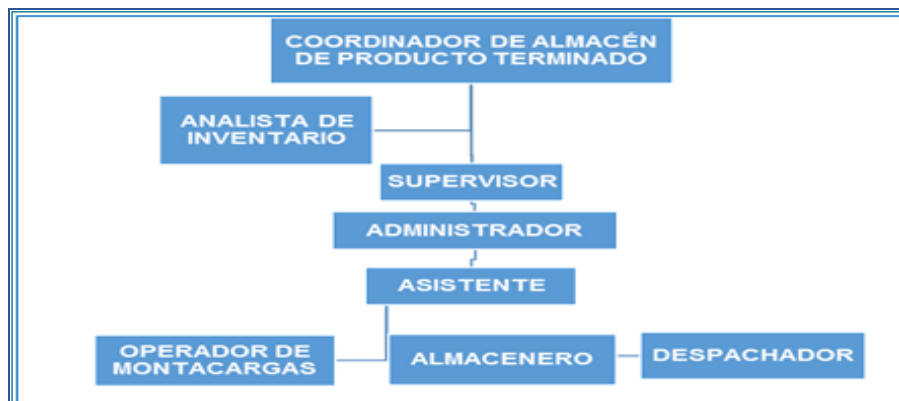 COORDINADOR DE ALMACÉN
DE PRODUCTO TERMINADO
ANALISTA DE
INVENTARIO
SUPERVISOR
ADMINISTRADOR
ASISTENTE
OPERADOR DE
MONTACARGAS
ALMACENERO
DESPACHADOR